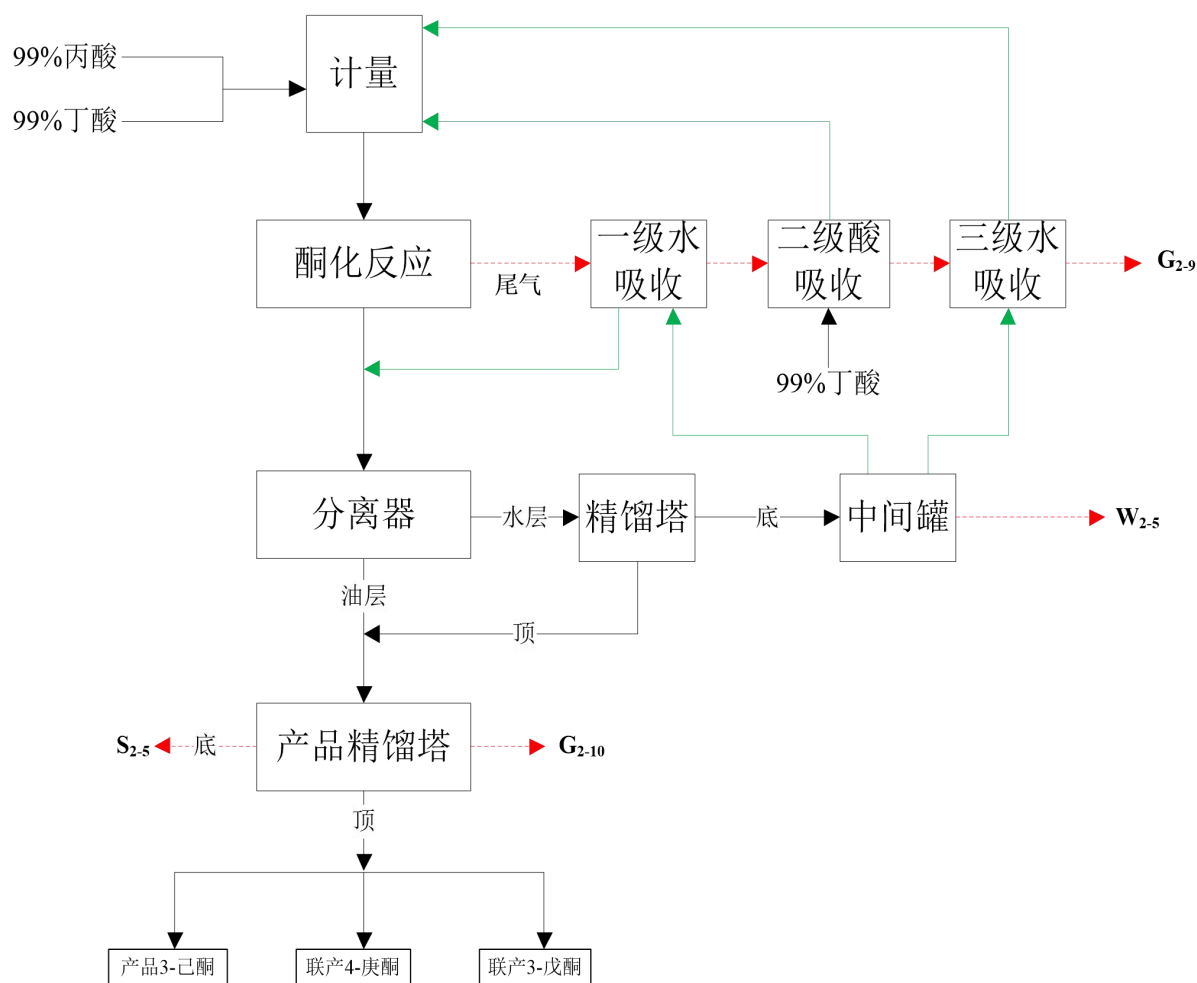 99%丙酸
99%丁酸
计量
酮化反应
尾气
一级水
吸收
二级酸
吸收
三级水
吸收
G2-9
99%丁酸
分离器
水层
精馏塔
底
中间罐
W2-5
油层
顶
S2-5
底
产品精馏塔
G2-10
顶
产品3-己酮
联产4-庚酮
联产3-戊酮